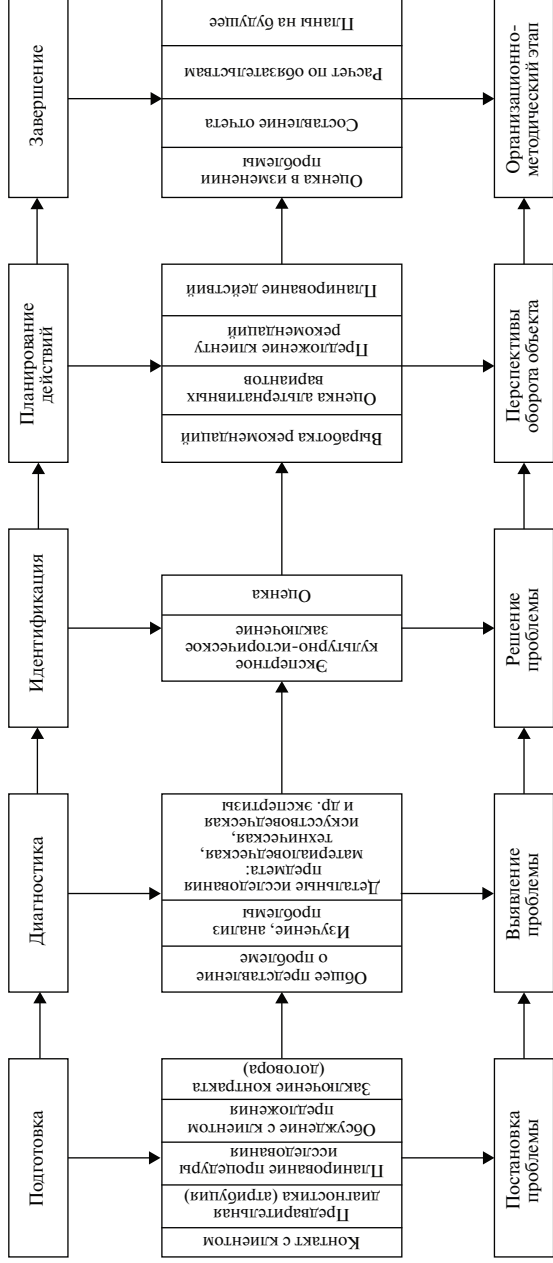 Подготовка
Контакт с клиентом
Предварительная
диагностика (атрибуция)
Планирование процедуры
исследования
Обсуждение с клиентом
предложения
Заключение контракта
(договора)
Постановка
проблемы
Диагностика
Общее представление
о проблеме
Изучение, анализ
проблемы
Детальные исследования
предмета:
материаловедческая,
техническая,
искусствоведческая
и др. экспертизы
Выявление
проблемы
Идентификация
Экспертное
культурно-историческое
заключение
Оценка
Решение
проблемы
Планирование
действий
Выработка рекомендаций
Оценка альтернативных
вариантов
Предложение клиенту
рекомендаций
Планирование действий
Перспективы
оборота объекта
Завершение
Оценка в изменении
проблемы
Составление отчета
Расчет по обязательствам
Планы на будущее
Организационно-
методический этап